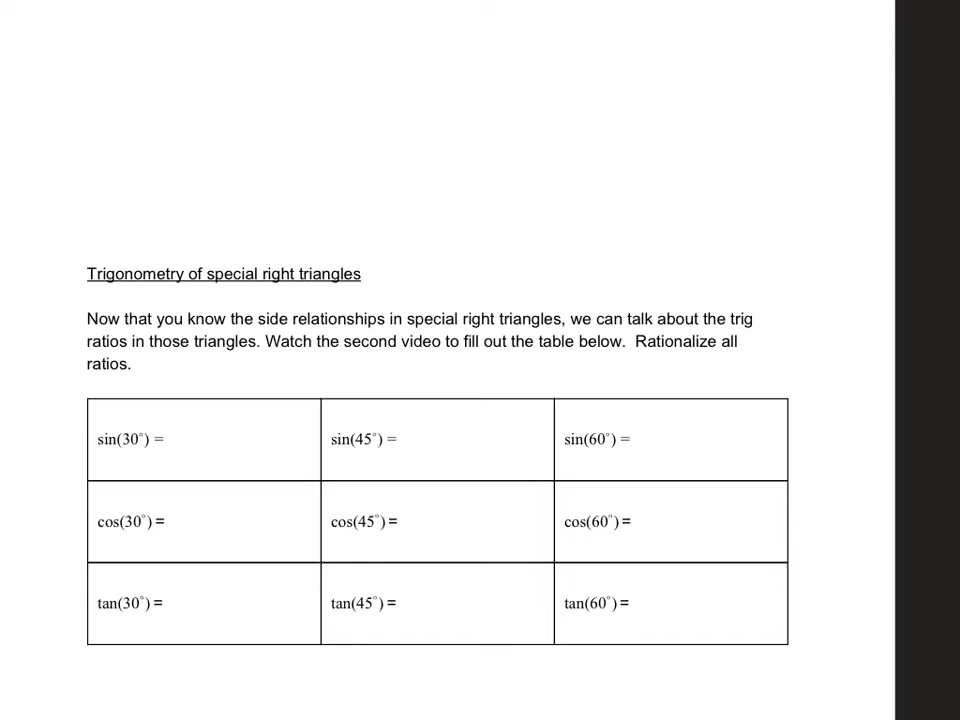 Trigonometry of special right triangles
Now that you know the side relationships in special right triangles, we can talk about the trig
ratios in those triangles. Watch the second video to fill out the table below.  Rationalize all
ratios.
sin(30°) =
sin(45°) =
sin(60°) =
cos(30°) =
cos(45°) =
cos(60°) =
tan(30°) =
tan(45°) =
tan(60°) =